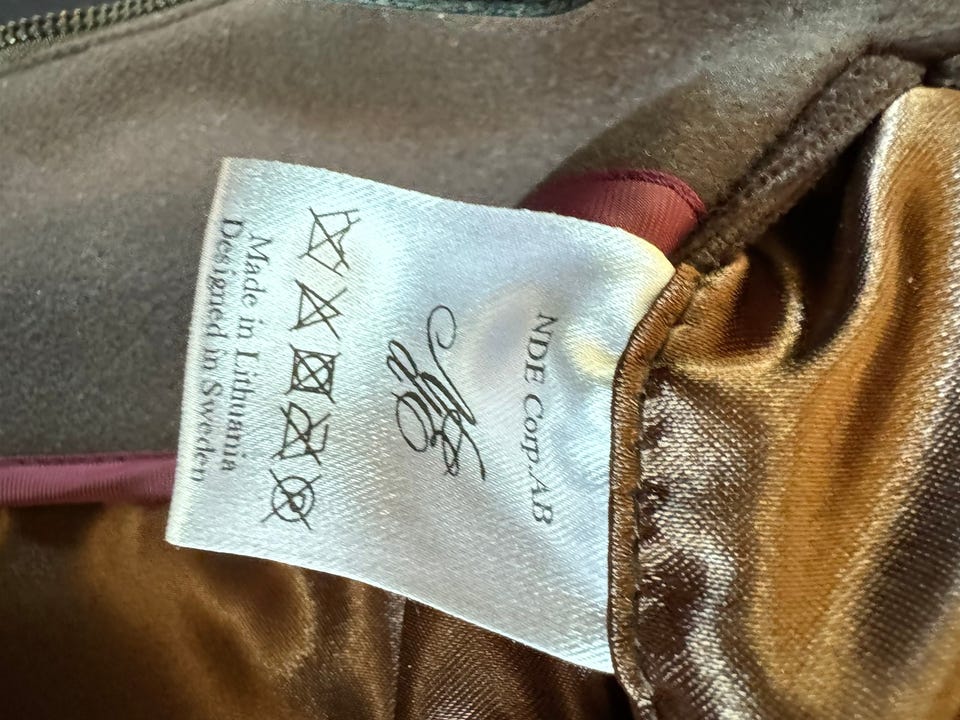 NDE Corp. AB
Made in Lithuania
Designed in Sweden